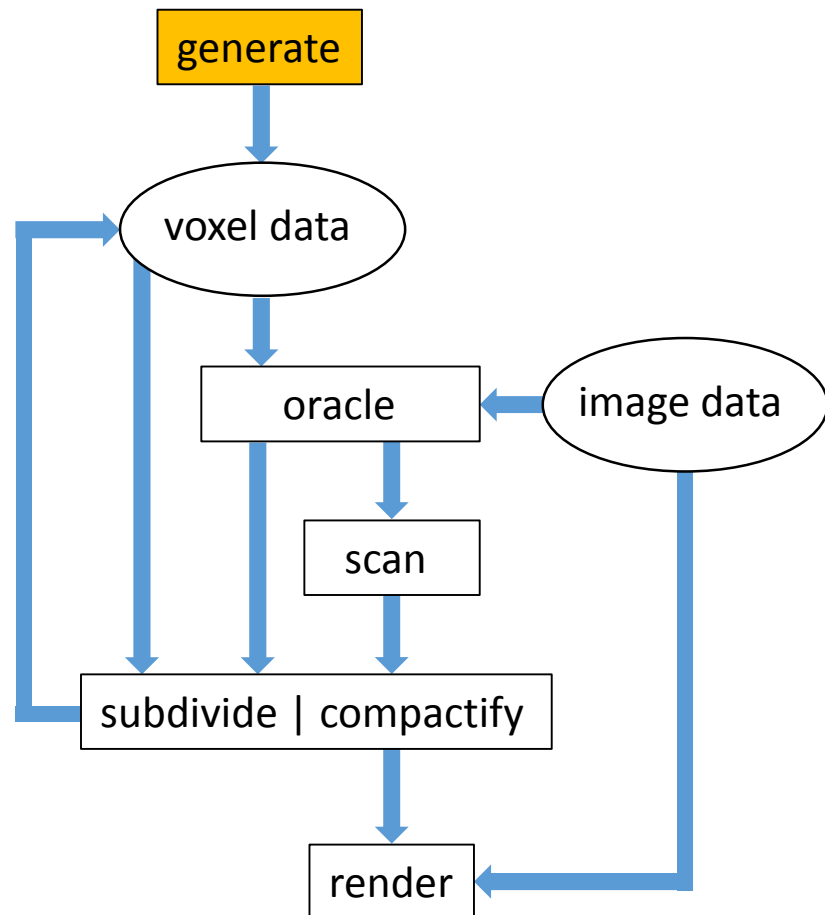 generate
voxel data
oracle
image data
scan
subdivide | compactify
render